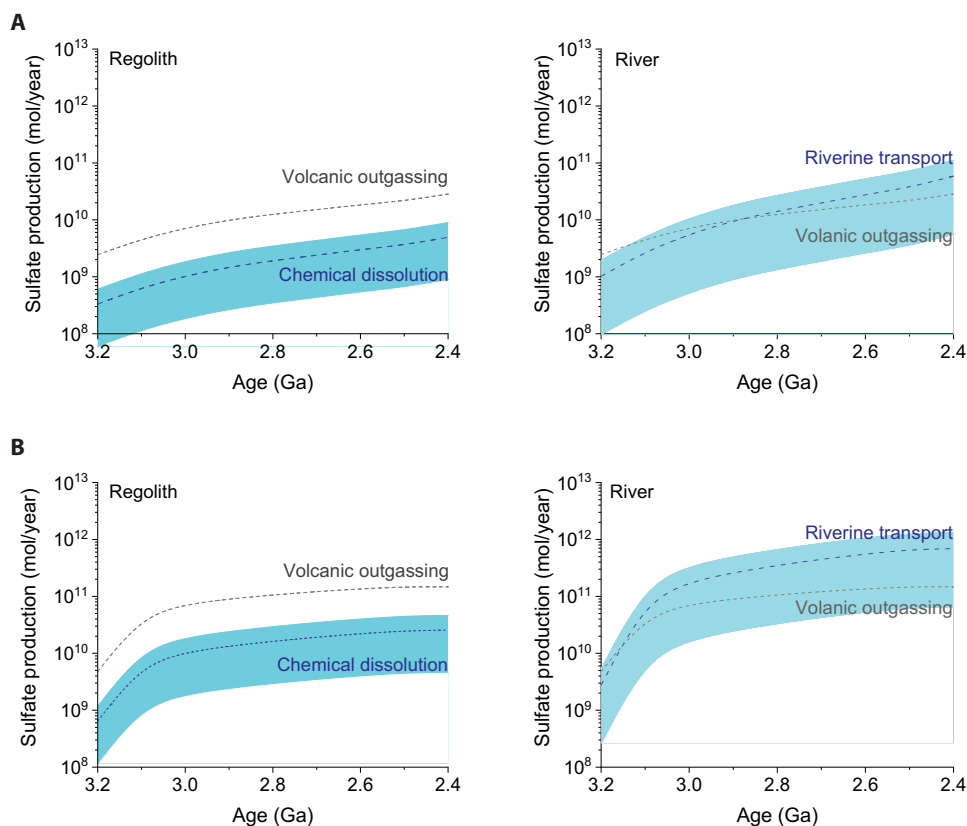 A
Regolith
Sulfate production (mol/year)
10^13
10^12
10^11
10^10
10^9
10^8
Volcanic outgassing
Chemical dissolution
3.2 3.0 2.8 2.6 2.4
Age (Ga)
River
Sulfate production (mol/year)
10^13
10^12
10^11
10^10
10^9
10^8
Riverine transport
Volanic outgassing
3.2 3.0 2.8 2.6 2.4
Age (Ga)
B
Regolith
Sulfate production (mol/year)
10^13
10^12
10^11
10^10
10^9
10^8
Volcanic outgassing
Chemical dissolution
3.2 3.0 2.8 2.6 2.4
Age (Ga)
River
Sulfate production (mol/year)
10^13
10^12
10^11
10^10
10^9
10^8
Riverine transport
Volanic outgassing
3.2 3.0 2.8 2.6 2.4
Age (Ga)